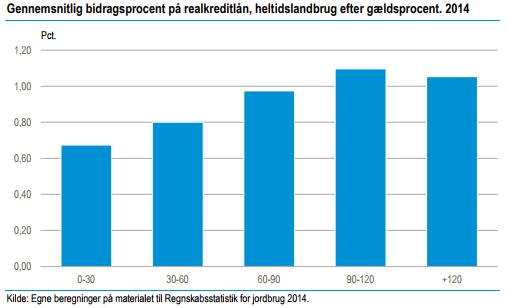 Gennemsnitlig bidragsprocent på realkreditlån, heltidslandbrug efter gældsprocent. 2014
Pct.
1,20
1,00
0,80
0,60
0,40
0,20
0,00
0-30 30-60 60-90 90-120 +120
Kilde: Egne beregninger på materialet til Regnskabsstatistik for jordbrug 2014.